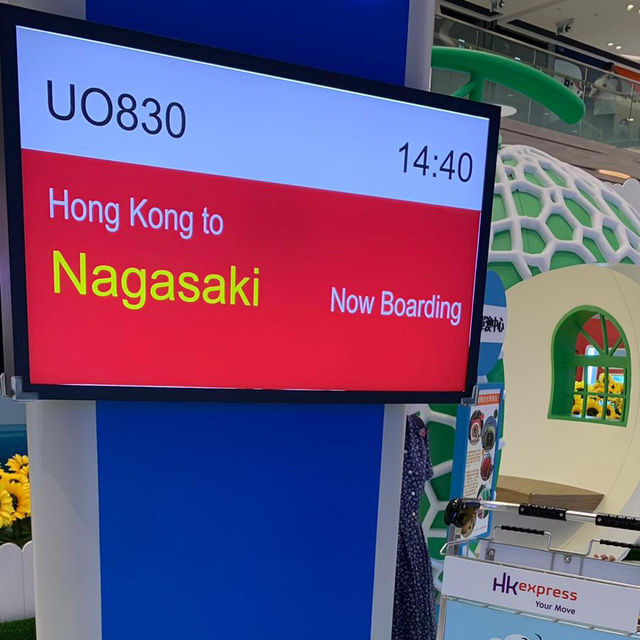 UO830
14:40
Hong Kong to
Nagasaki
Now Boarding
HK express
Your Move